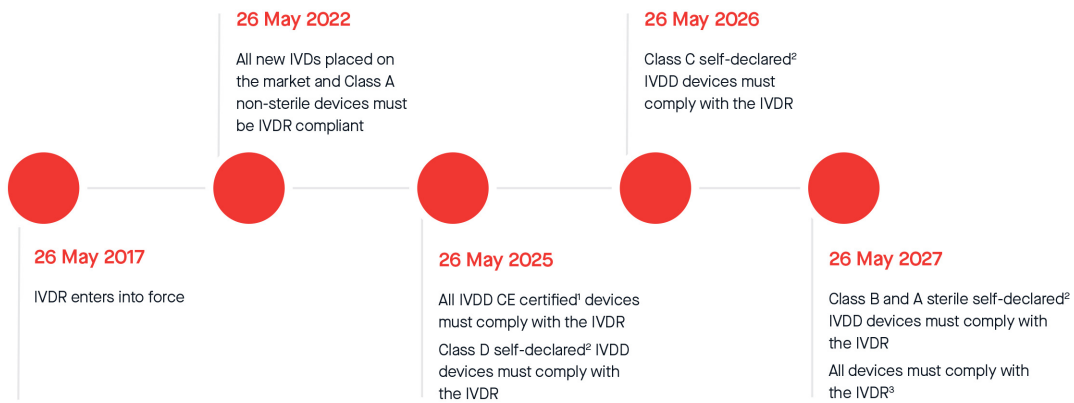 26 May 2022
All new IVDs placed on
the market and Class A
non-sterile devices must
be IVDR compliant
26 May 2026
Class C self-declared²
IVDD devices must
comply with the IVDR
26 May 2017
IVDR enters into force
26 May 2025
All IVDD CE certified¹ devices
must comply with the IVDR
Class D self-declared² IVDD
devices must comply with
the IVDR
26 May 2027
Class B and A sterile self-declared²
IVDD devices must comply with
the IVDR
All devices must comply with
the IVDR³